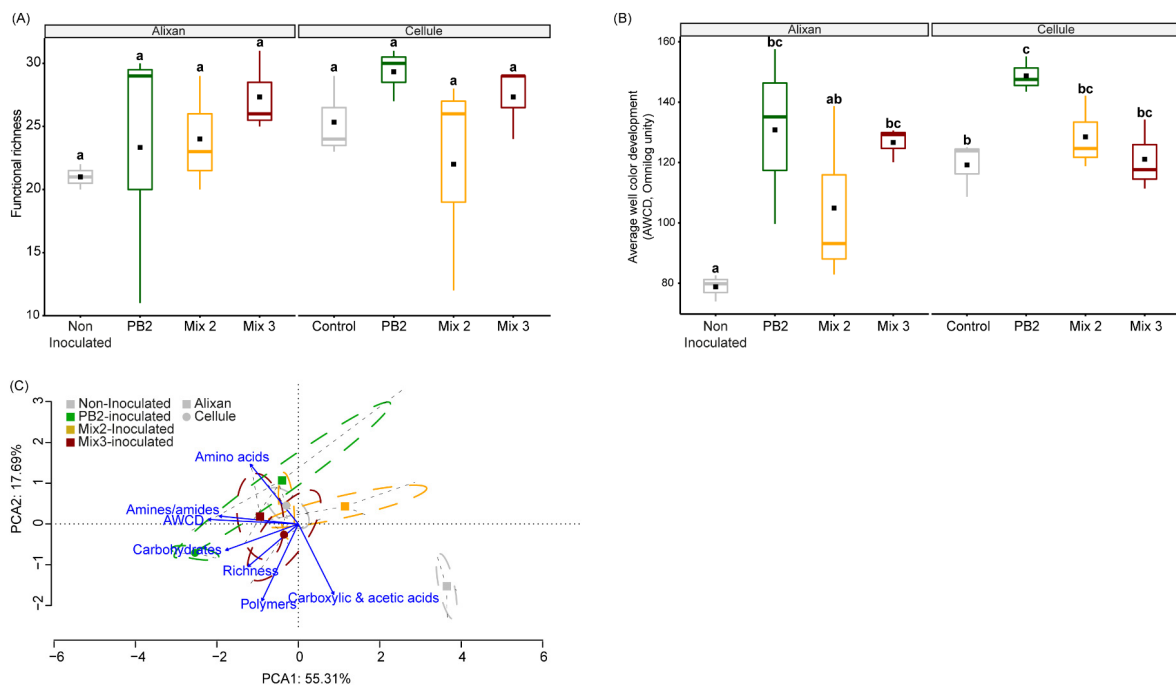 (A)
Alixan
Cellule
Functional richness
30
25
20
15
10
a
a
a
a
a
a
a
a
Non
Inoculated
PB2
Mix 2
Mix 3
Control
PB2
Mix 2
Mix 3
(B)
Alixan
Cellule
Average well color development
(AWCD, Omnilog unity)
160
140
120
100
80
a
bc
ab
bc
b
c
bc
bc
Non
Inoculated
PB2
Mix 2
Mix 3
Control
PB2
Mix 2
Mix 3
(C)
Non-Inoculated
PB2-inoculated
Mix2-Inoculated
Mix3-inoculated
Alixan
Cellule
PCA2: 17.69%
3
2
1
0
-1
-2
Amino acids
Amines/amides
AWCD
Carbohydrates
Richness
Polymers
Carboxylic & acetic acids
-6
-4
-2
0
2
4
6
PCA1: 55.31%